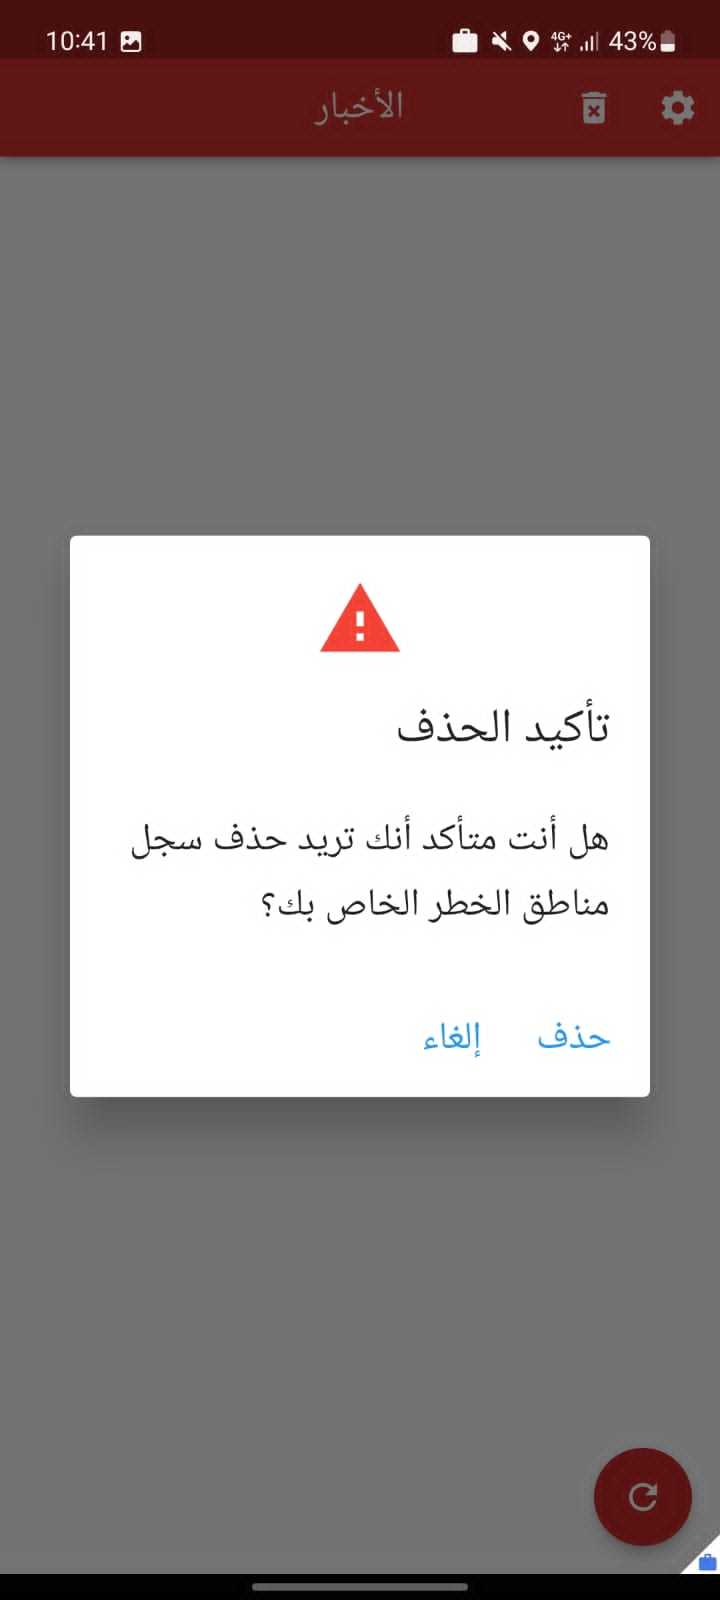 10:41
4G+
43%
الأخبار
تأكيد الحذف
هل أنت متأكد أنك تريد حذف سجل
مناطق الخطر الخاص بك؟
حذف
إلغاء